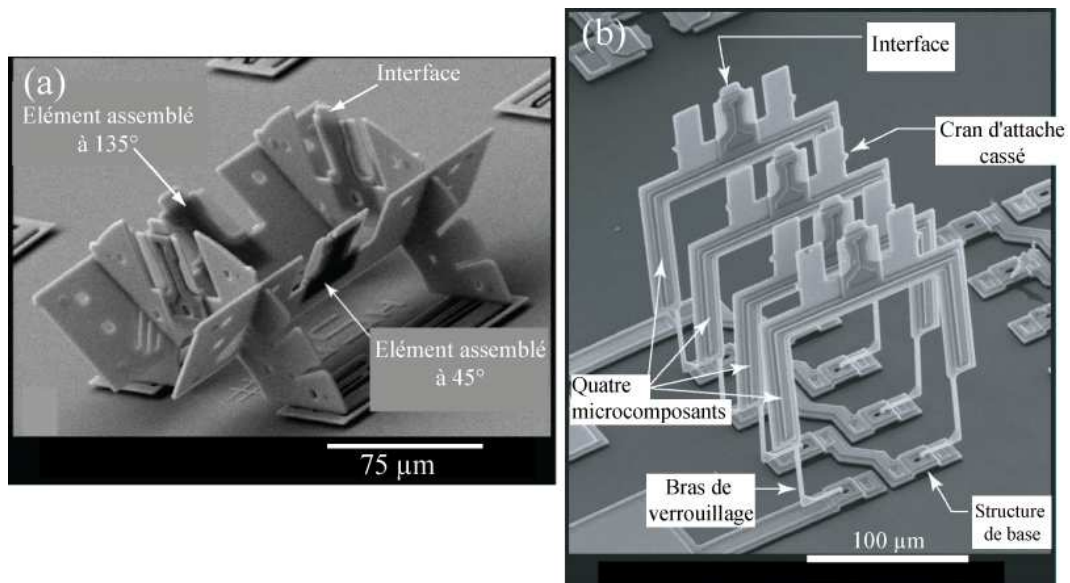 (a)
Interface
Elément assemblé
à 135°
Elément assemblé
à 45°
75 µm
(b)
Interface
Cran d'attache
cassé
Quatre
microcomposants
Bras de
verrouillage
Structure
de base
100 µm